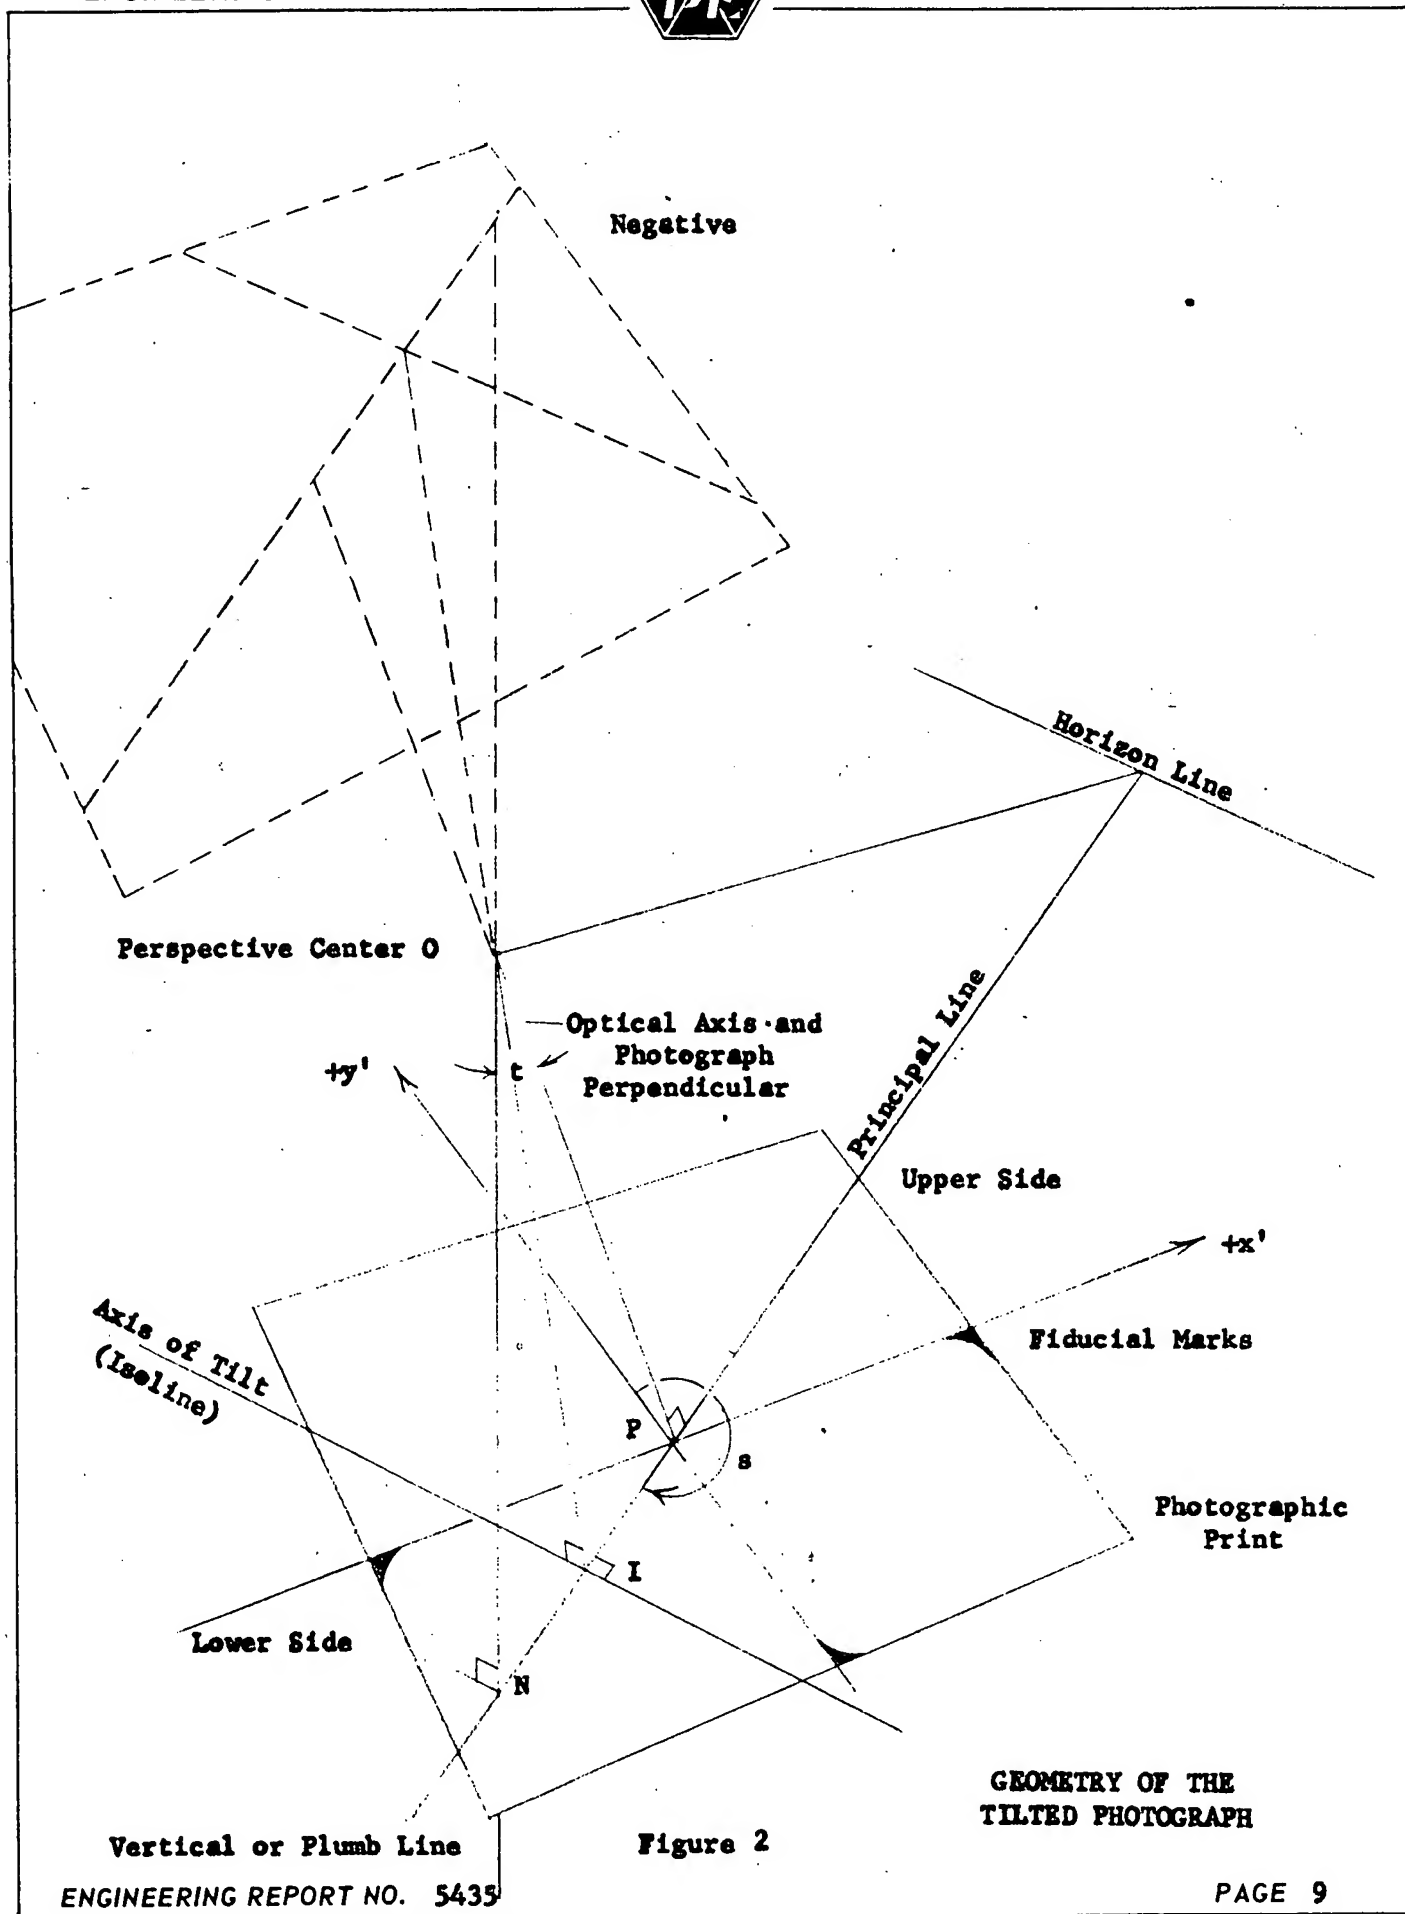 Negative
Horizon Line
Perspective Center O
Optical Axis and
Photograph
Perpendicular
+y'
t
Principal Line
Upper Side
+x'
Axis of Tilt
(Isoline)
Fiducial Marks
P
s
Photographic
Print
I
Lower Side
N
GEOMETRY OF THE
TILTED PHOTOGRAPH
Vertical or Plumb Line
Figure 2
ENGINEERING REPORT NO. 5435
PAGE 9